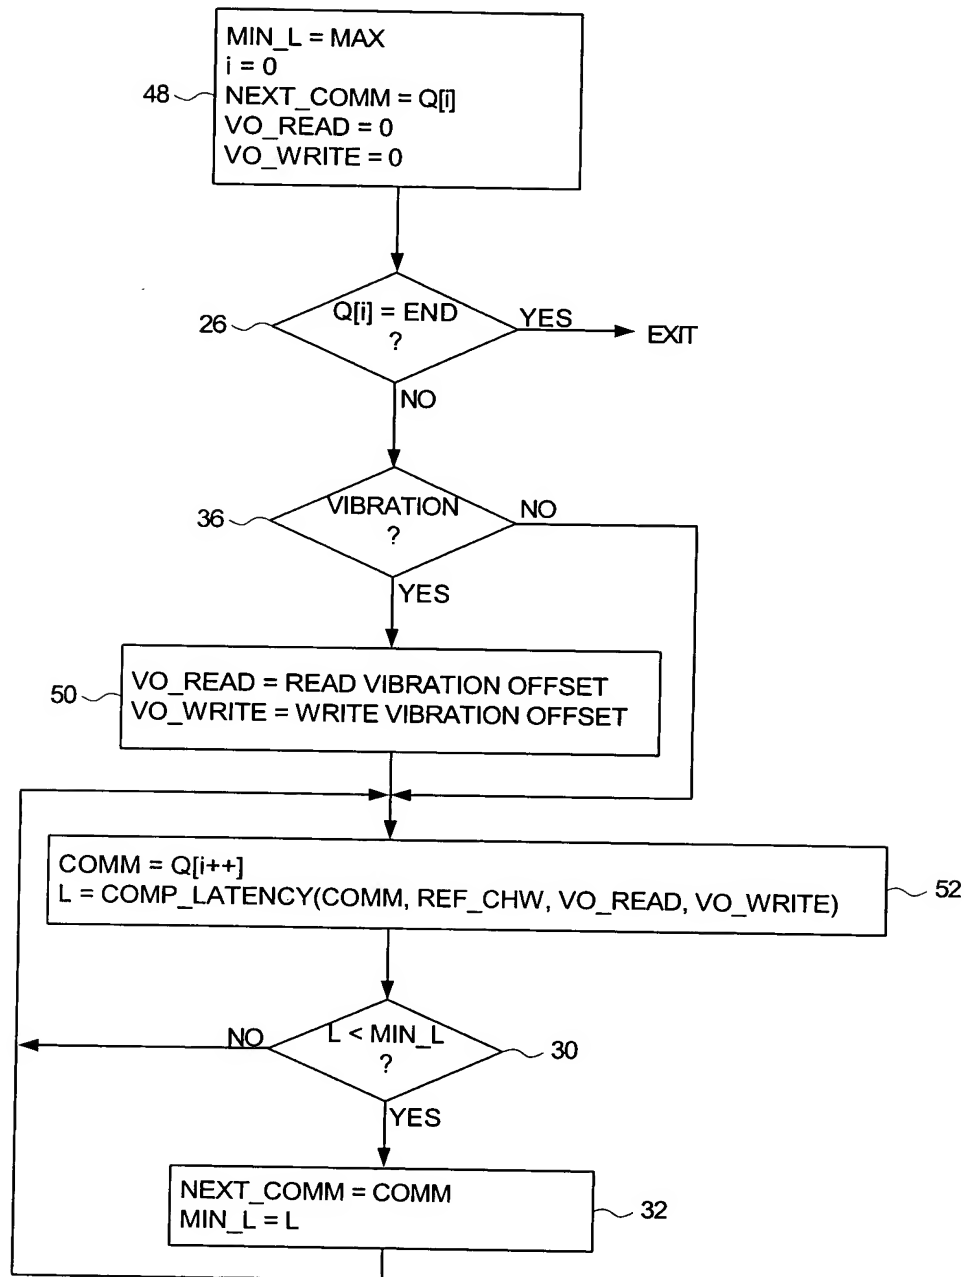 MIN_L = MAX
i = 0
48
NEXT_COMM = Q[i]
VO_READ = 0
VO_WRITE = 0
26
Q[i] = END
?
YES
EXIT
NO
36
VIBRATION
?
NO
YES
50
VO_READ = READ VIBRATION OFFSET
VO_WRITE = WRITE VIBRATION OFFSET
COMM = Q[i++]
L = COMP_LATENCY(COMM, REF_CHW, VO_READ, VO_WRITE)
52
NO
L < MIN_L
?
30
YES
NEXT_COMM = COMM
MIN_L = L
32